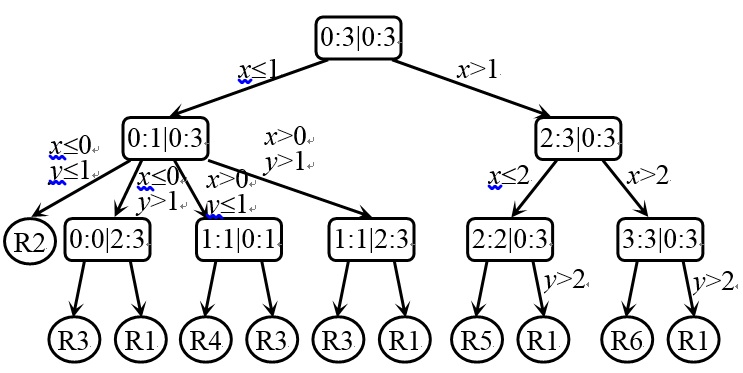 0:3|0:3
x≤1
x>1
0:1|0:3
2:3|0:3
x≤0
y≤1
x≤0
y>1
x>0
y≤1
x>0
y>1
x≤2
x>2
R2
0:0|2:3
1:1|0:1
1:1|2:3
2:2|0:3
3:3|0:3
y>2
y>2
R3
R1
R4
R3
R3
R1
R5
R1
R6
R1